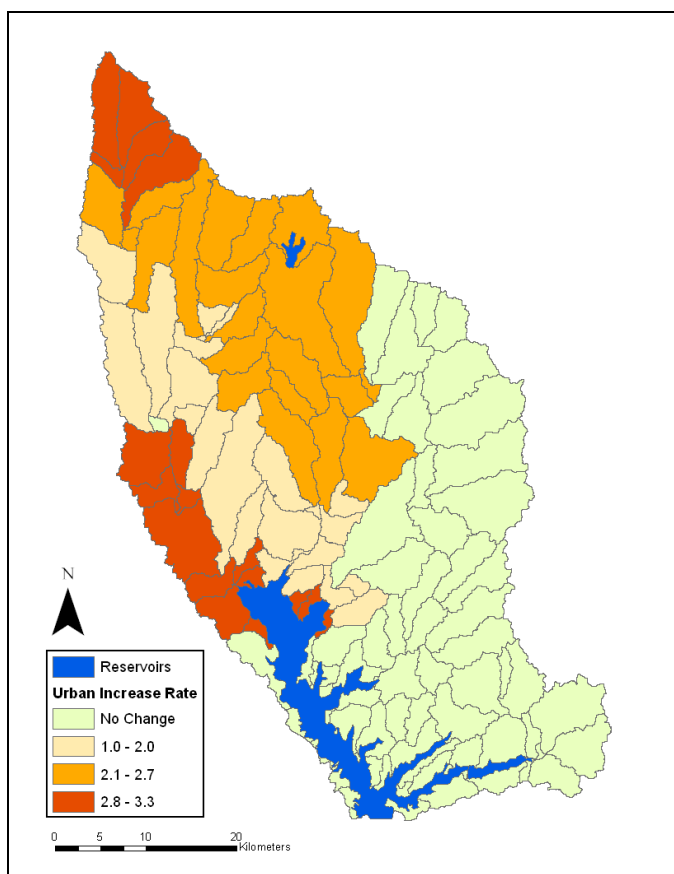 N
Reservoirs
Urban Increase Rate
No Change
1.0 - 2.0
2.1 - 2.7
2.8 - 3.3
0 5 10 20
Kilometers